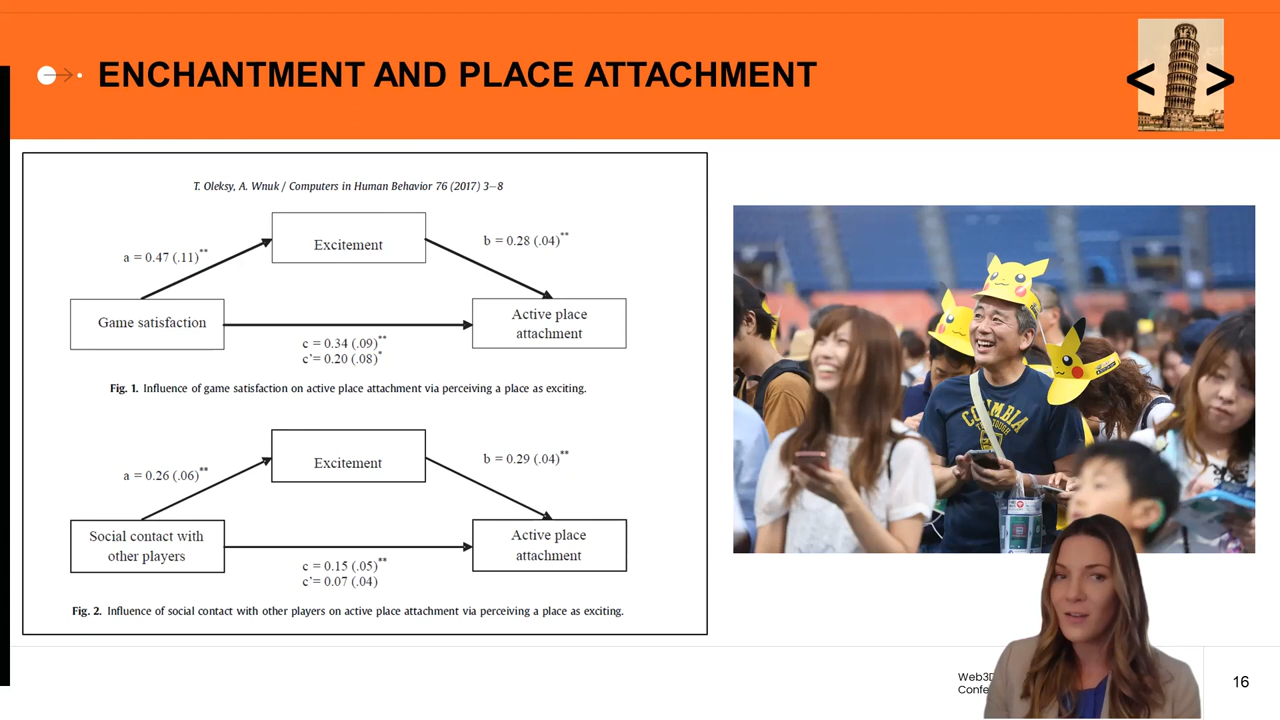 ENCHANTMENT AND PLACE ATTACHMENT
< >
T. Oleksy, A. Wnuk / Computers in Human Behavior 76 (2017) 3–8
Excitement
a = 0.47 (.11)**
b = 0.28 (.04)**
Game satisfaction
Active place
attachment
c = 0.34 (.09)**
c'= 0.20 (.08)*
Fig. 1. Influence of game satisfaction on active place attachment via perceiving a place as exciting.
Excitement
a = 0.26 (.06)**
b = 0.29 (.04)**
Social contact with
other players
Active place
attachment
c = 0.15 (.05)**
c'= 0.07 (.04)
Fig. 2. Influence of social contact with other players on active place attachment via perceiving a place as exciting.
COLUMBIA
Web3D
Confe
16